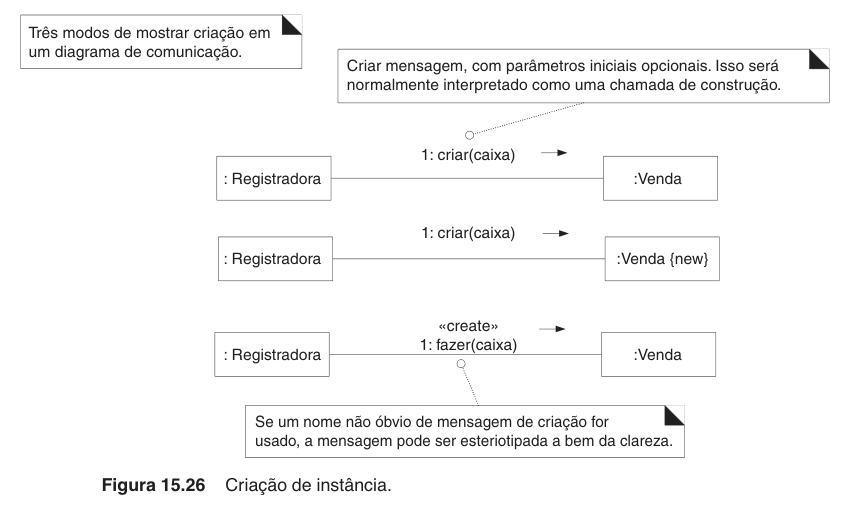 Três modos de mostrar criação em
um diagrama de comunicação.
Criar mensagem, com parâmetros iniciais opcionais. Isso será
normalmente interpretado como uma chamada de construção.
1: criar(caixa)
: Registradora
:Venda
1: criar(caixa)
: Registradora
:Venda {new}
«create»
1: fazer(caixa)
: Registradora
:Venda
Se um nome não óbvio de mensagem de criação for
usado, a mensagem pode ser esteriotipada a bem da clareza.
Figura 15.26 Criação de instância.